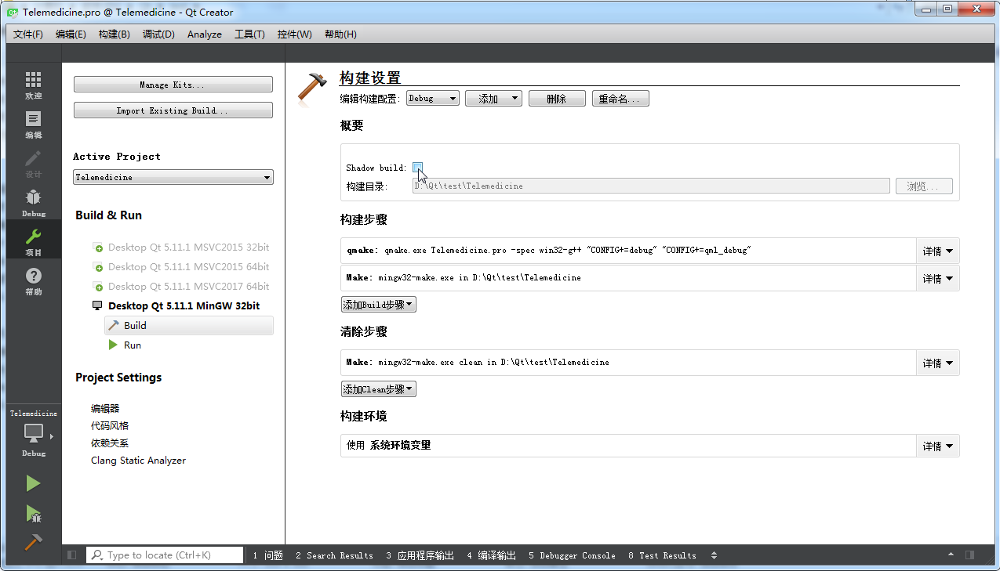 Telemedicine.pro @ Telemedicine - Qt Creator
文件(F) 编辑(E) 构建(B) 调试(D) Analyze 工具(T) 控件(W) 帮助(H)
欢迎
编辑
设计
Debug
项目
帮助
Telemedicine
Debug
Manage Kits...
Import Existing Build...
Active Project
Telemedicine
Build & Run
Desktop Qt 5.11.1 MSVC2015 32bit
Desktop Qt 5.11.1 MSVC2015 64bit
Desktop Qt 5.11.1 MSVC2017 64bit
Desktop Qt 5.11.1 MinGW 32bit
Build
Run
Project Settings
编辑器
代码风格
依赖关系
Clang Static Analyzer
构建设置
编辑构建配置: Debug 添加 删除 重命名...
概要
Shadow build:
构建目录: D:\Qt\test\Telemedicine 浏览...
构建步骤
qmake: qmake.exe Telemedicine.pro -spec win32-g++ "CONFIG+=debug" "CONFIG+=qml_debug" 详情
Make: mingw32-make.exe in D:\Qt\test\Telemedicine 详情
添加Build步骤
清除步骤
Make: mingw32-make.exe clean in D:\Qt\test\Telemedicine 详情
添加Clean步骤
构建环境
使用 系统环境变量 详情
Type to locate (Ctrl+K) 1 问题 2 Search Results 3 应用程序输出 4 编译输出 5 Debugger Console 8 Test Results